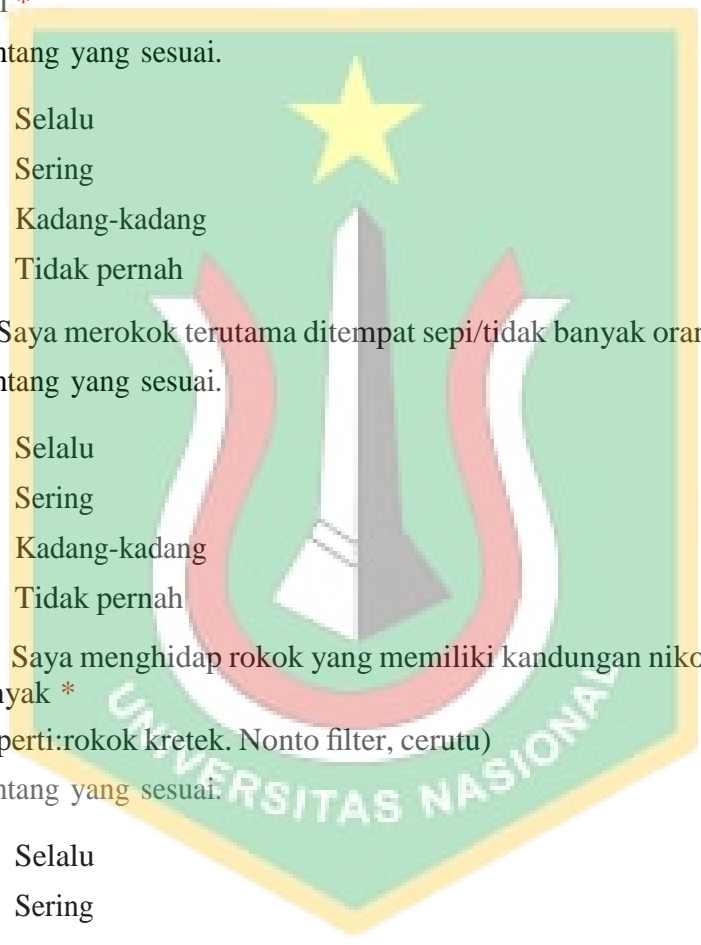 ntang yang sesuai.
Selalu
Sering
Kadang-kadang
Tidak pernah
Saya merokok terutama ditempat sepi/tidak banyak oran
ntang yang sesuai.
Selalu
Sering
Kadang-kadang
Tidak pernah
Saya menghidap rokok yang memiliki kandungan niko
nyak *
perti:rokok kretek. Nonto filter, cerutu)
ntang yang sesuai.
Selalu
Sering
UNIVERSITAS NASIONAL